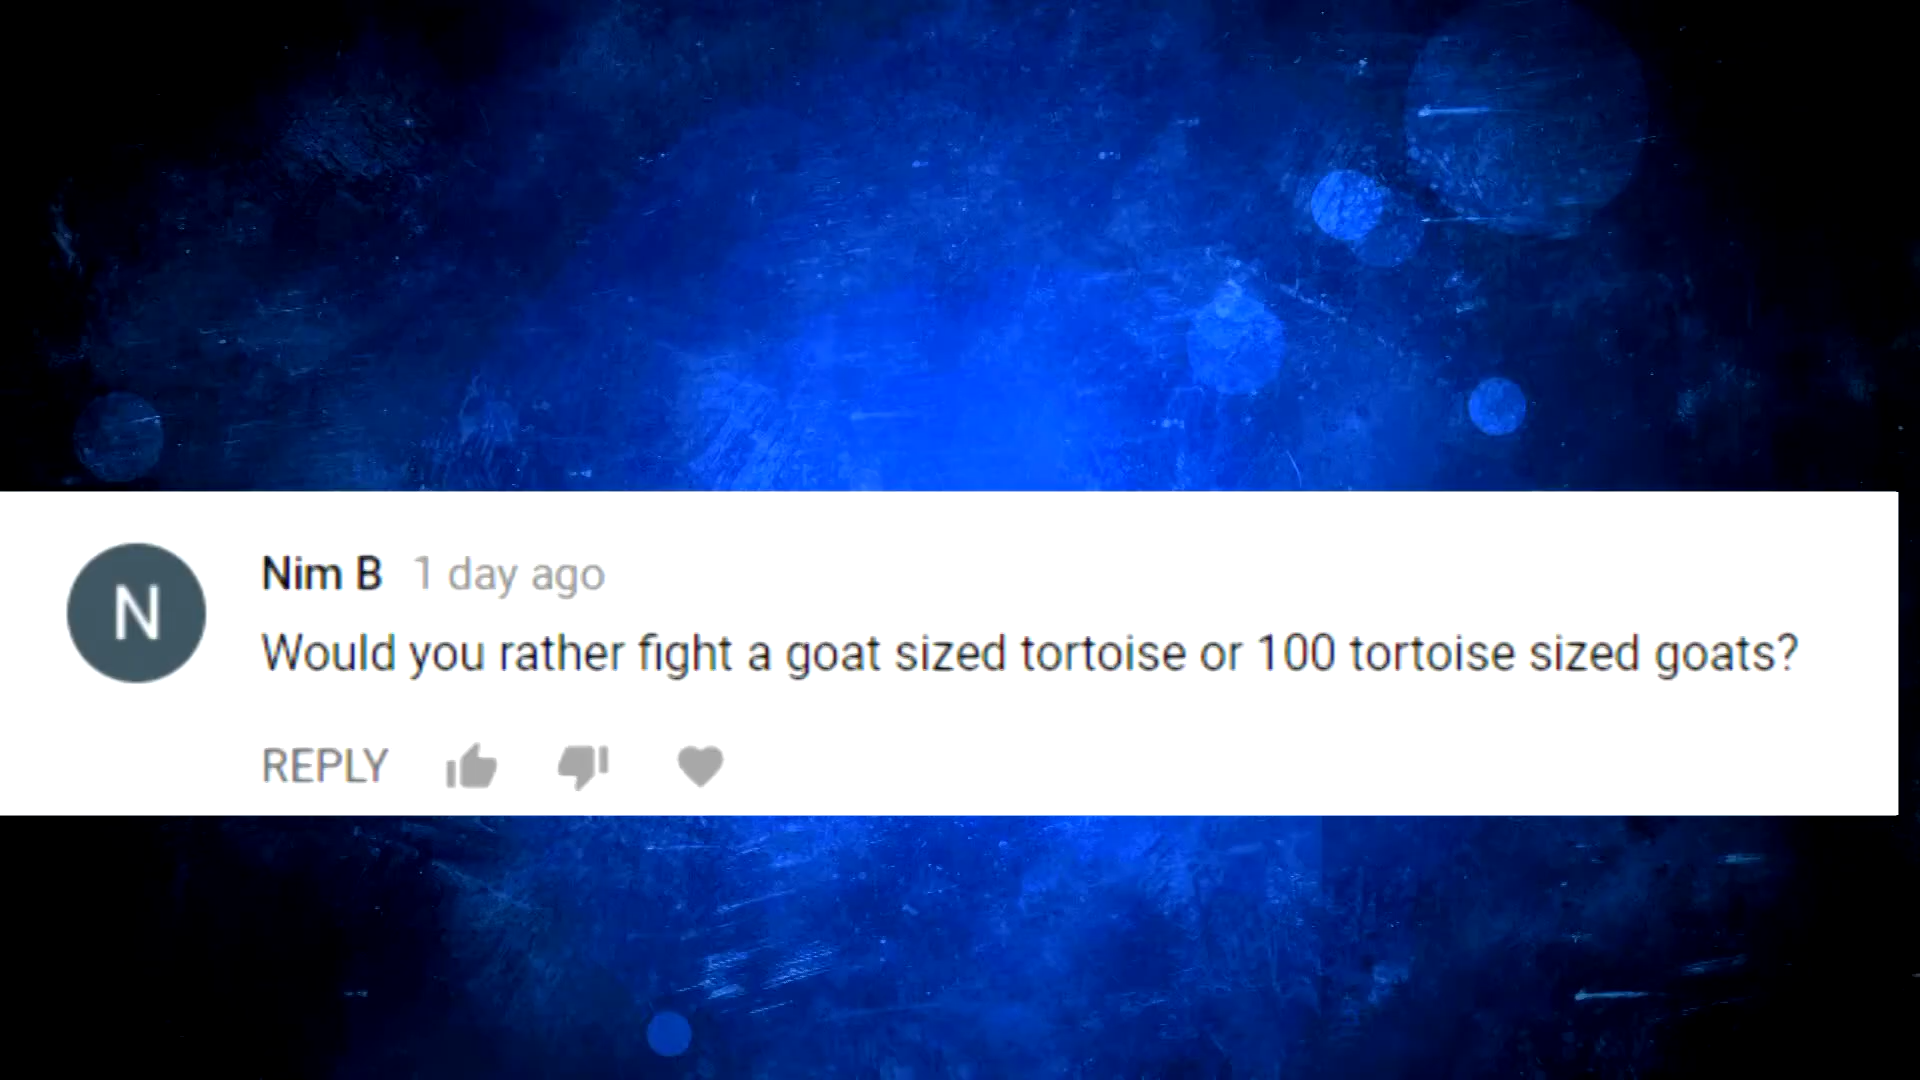 N
Nim B 1 day ago
Would you rather fight a goat sized tortoise or 100 tortoise sized goats?
REPLY